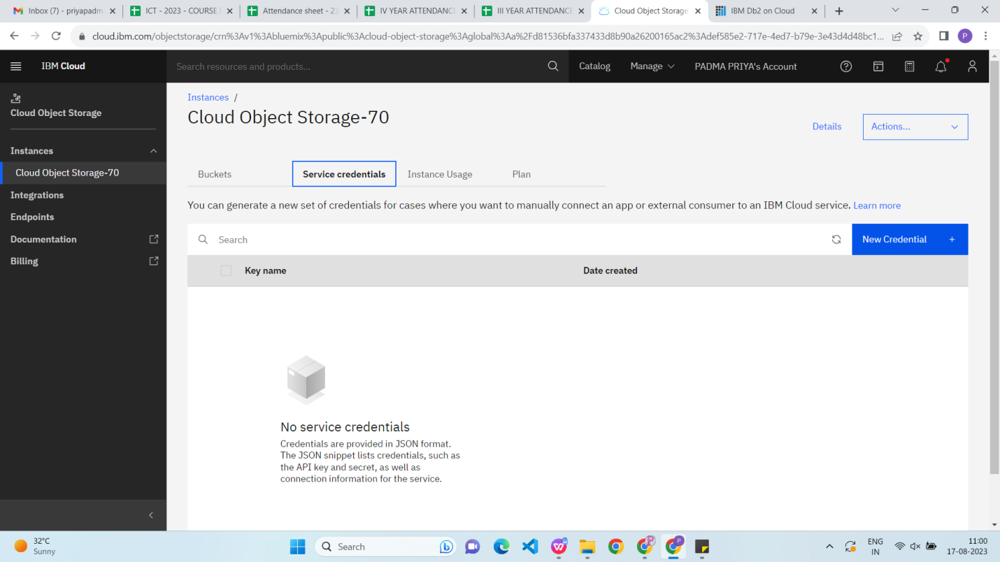 Inbox (7) - priyapadm
ICT - 2023 - COURSE
Attendance sheet - 23
IV YEAR ATTENDANCE
III YEAR ATTENDANCE
Cloud Object Storage
IBM Db2 on Cloud
cloud.ibm.com/objectstorage/crn%3Av1%3Abluemix%3Apublic%3Acloud-object-storage%3Aglobal%3Aa%2Fd81536bfa337433d8b90a26200165ac2%3Adef585e2-717e-4ed7-b79e-3e43d4d48bc1...
P
IBM Cloud
Search resources and products...
Catalog
Manage
PADMA PRIYA's Account
Cloud Object Storage
Instances
Cloud Object Storage-70
Integrations
Endpoints
Documentation
Billing
Instances /
Cloud Object Storage-70
Details
Actions...
Buckets
Service credentials
Instance Usage
Plan
You can generate a new set of credentials for cases where you want to manually connect an app or external consumer to an IBM Cloud service. Learn more
Search
New Credential +
Key name
Date created
No service credentials
Credentials are provided in JSON format.
The JSON snippet lists credentials, such as
the API key and secret, as well as
connection information for the service.
32°C
Sunny
Search
ENG
IN
11:00
17-08-2023